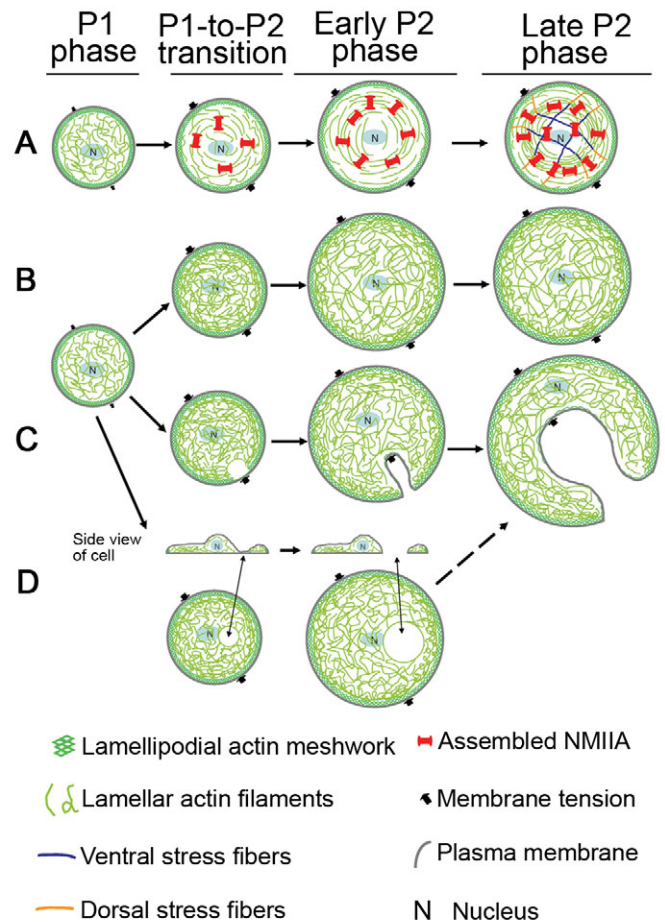 P1 phase
P1-to-P2 transition
Early P2 phase
Late P2 phase
A
N
N
N
N
B
N
N
N
N
C
N
N
N
Side view of cell
N
N
D
N
N
Lamellipodial actin meshwork
Assembled NMIIA
Lamellar actin filaments
Membrane tension
Ventral stress fibers
Plasma membrane
Dorsal stress fibers
N Nucleus